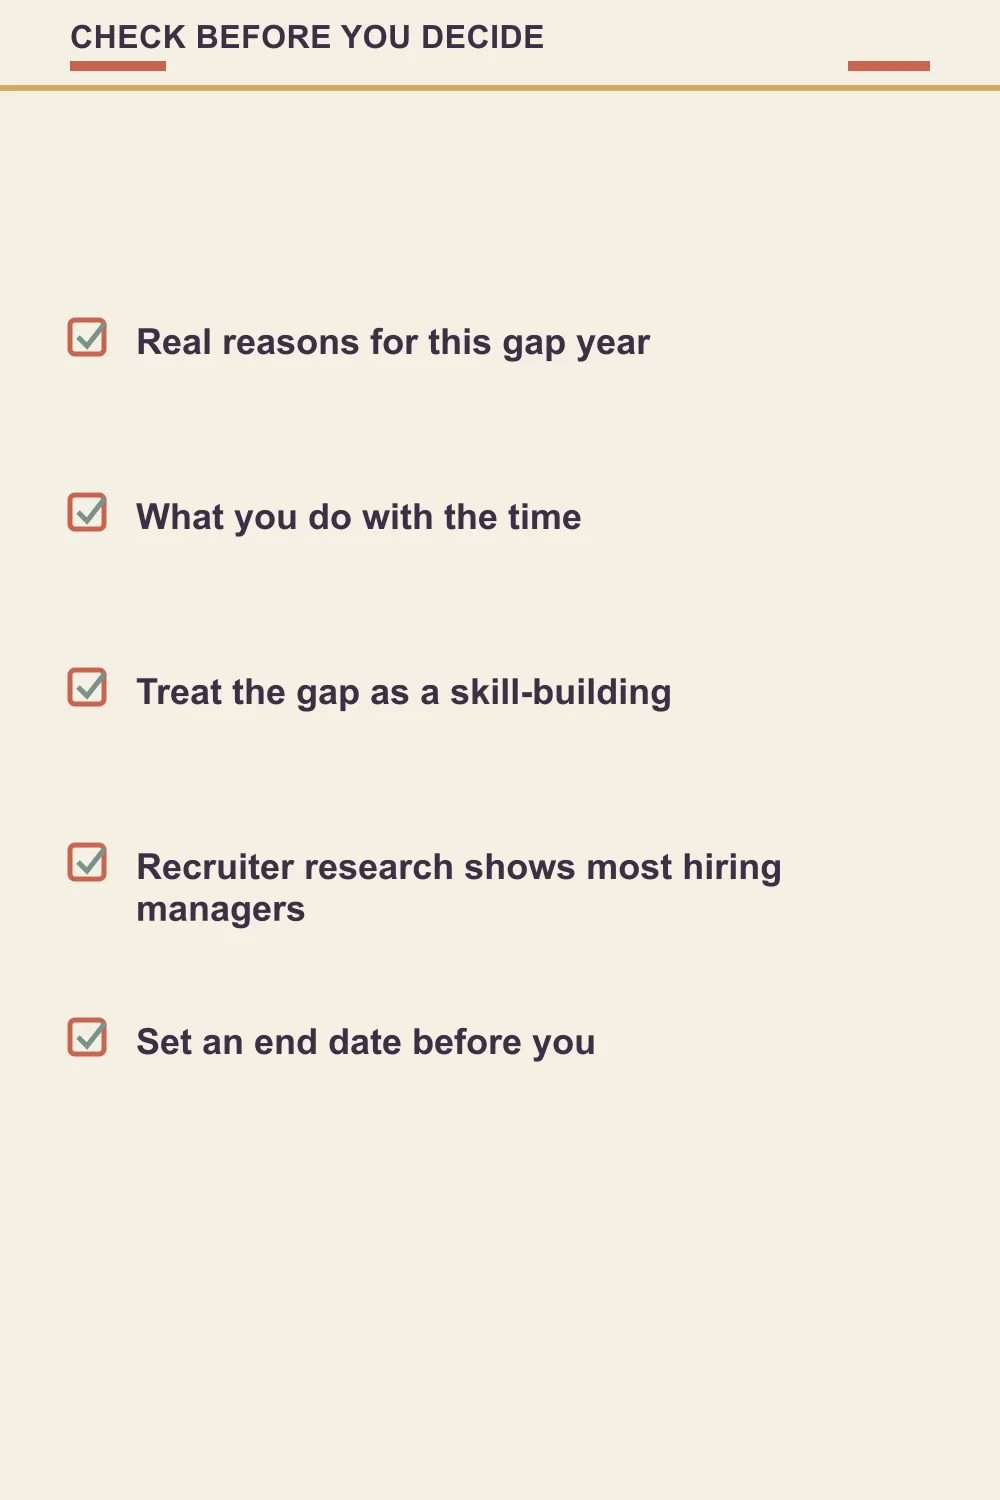 CHECK BEFORE YOU DECIDE
Real reasons for this gap year
What you do with the time
Treat the gap as a skill-building
Recruiter research shows most hiring
managers
Set an end date before you